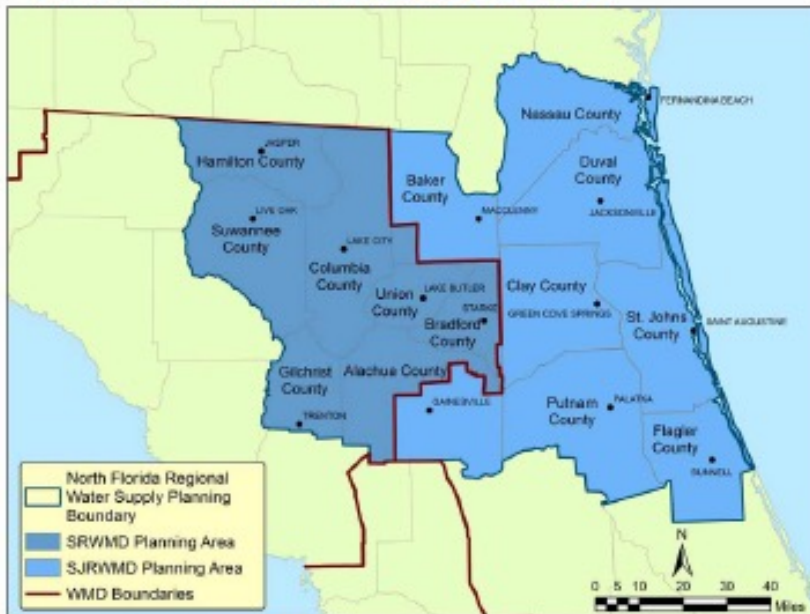 FERNANDINA BEACH
Nassau County
JASPER
Hamilton County
Duval
County
Baker
County
LIVE OAK
MACCLENNY
JACKSONVILLE
Suwannee
County
LAKE CITY
Columbia
County
Clay County
LAKE BUTLER
Union
County
STARKE
GREEN COVE SPRINGS
St. Johns
County
SAINT AUGUSTINE
Bradford
County
Gilchrist
County
Alachua County
GAINESVILLE
Putnam
County
PALATKA
TRENTON
Flagler
County
BUNNELL
North Florida Regional
Water Supply Planning
Boundary
SRWMD Planning Area
SJRWMD Planning Area
WMD Boundaries
N
0 5 10 20 30 40
Miles